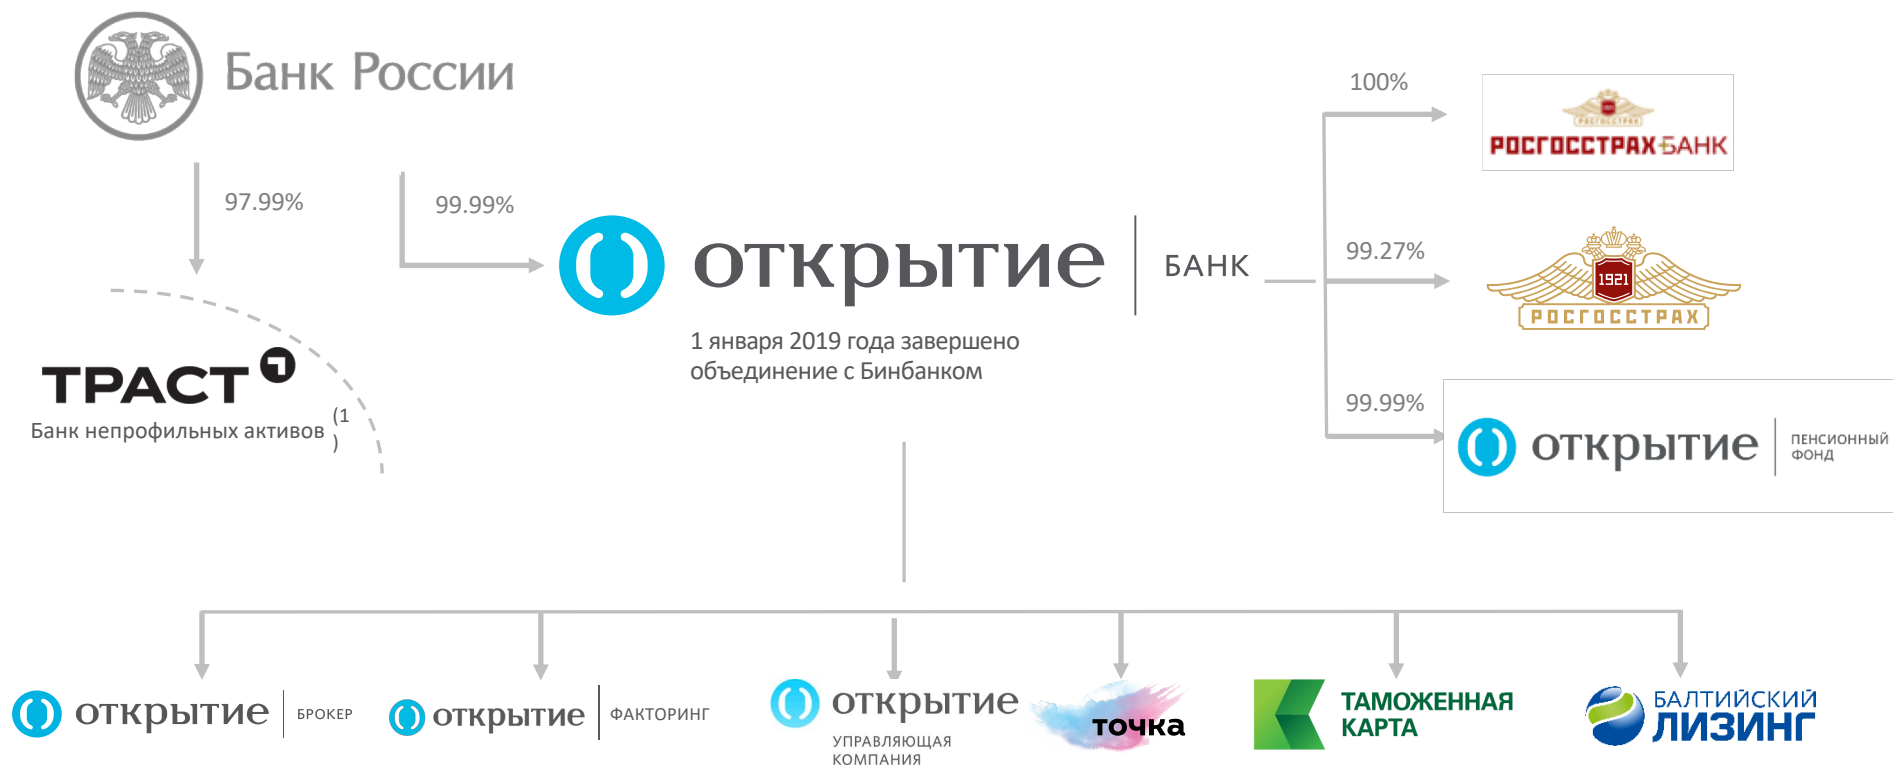 Банк России
97.99%
99.99%
100%
РОСГОССТРАХ
РОСГОССТРАХ БАНК
открытие
БАНК
99.27%
1921
РОСГОССТРАХ
1 января 2019 года завершено
объединение с Бинбанком
ТРАСТ
Банк непрофильных активов (1
)
99.99%
открытие
ПЕНСИОННЫЙ
ФОНД
открытие
БРОКЕР
открытие
ФАКТОРИНГ
открытие
УПРАВЛЯЮЩАЯ
КОМПАНИЯ
точка
ТАМОЖЕННАЯ
КАРТА
БАЛТИЙСКИЙ
ЛИЗИНГ